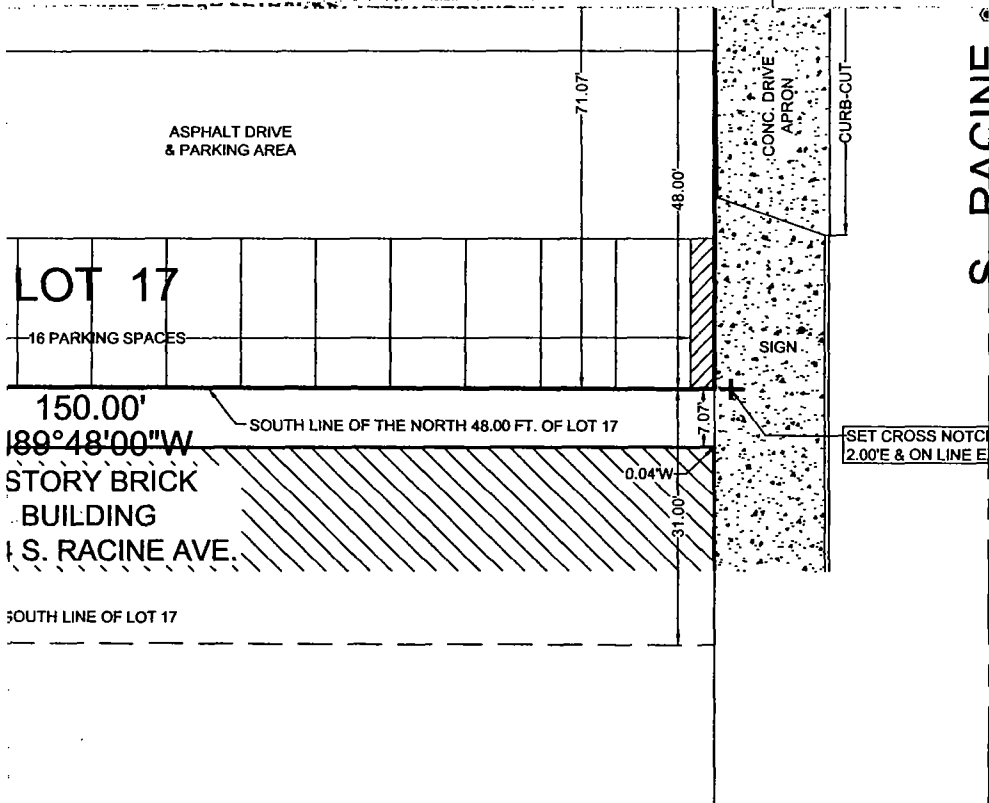 71.07'
48.00'
CONC. DRIVE
APRON
CURB-CUT
S. RACINE
ASPHALT DRIVE
& PARKING AREA
LOT 17
16 PARKING SPACES
SIGN
150.00'
89°48'00"W
SOUTH LINE OF THE NORTH 48.00 FT. OF LOT 17
7.07'
SET CROSS NOTC
2.00'E & ON LINE E
0.04'W
31.00'
STORY BRICK
BUILDING
S. RACINE AVE.
SOUTH LINE OF LOT 17